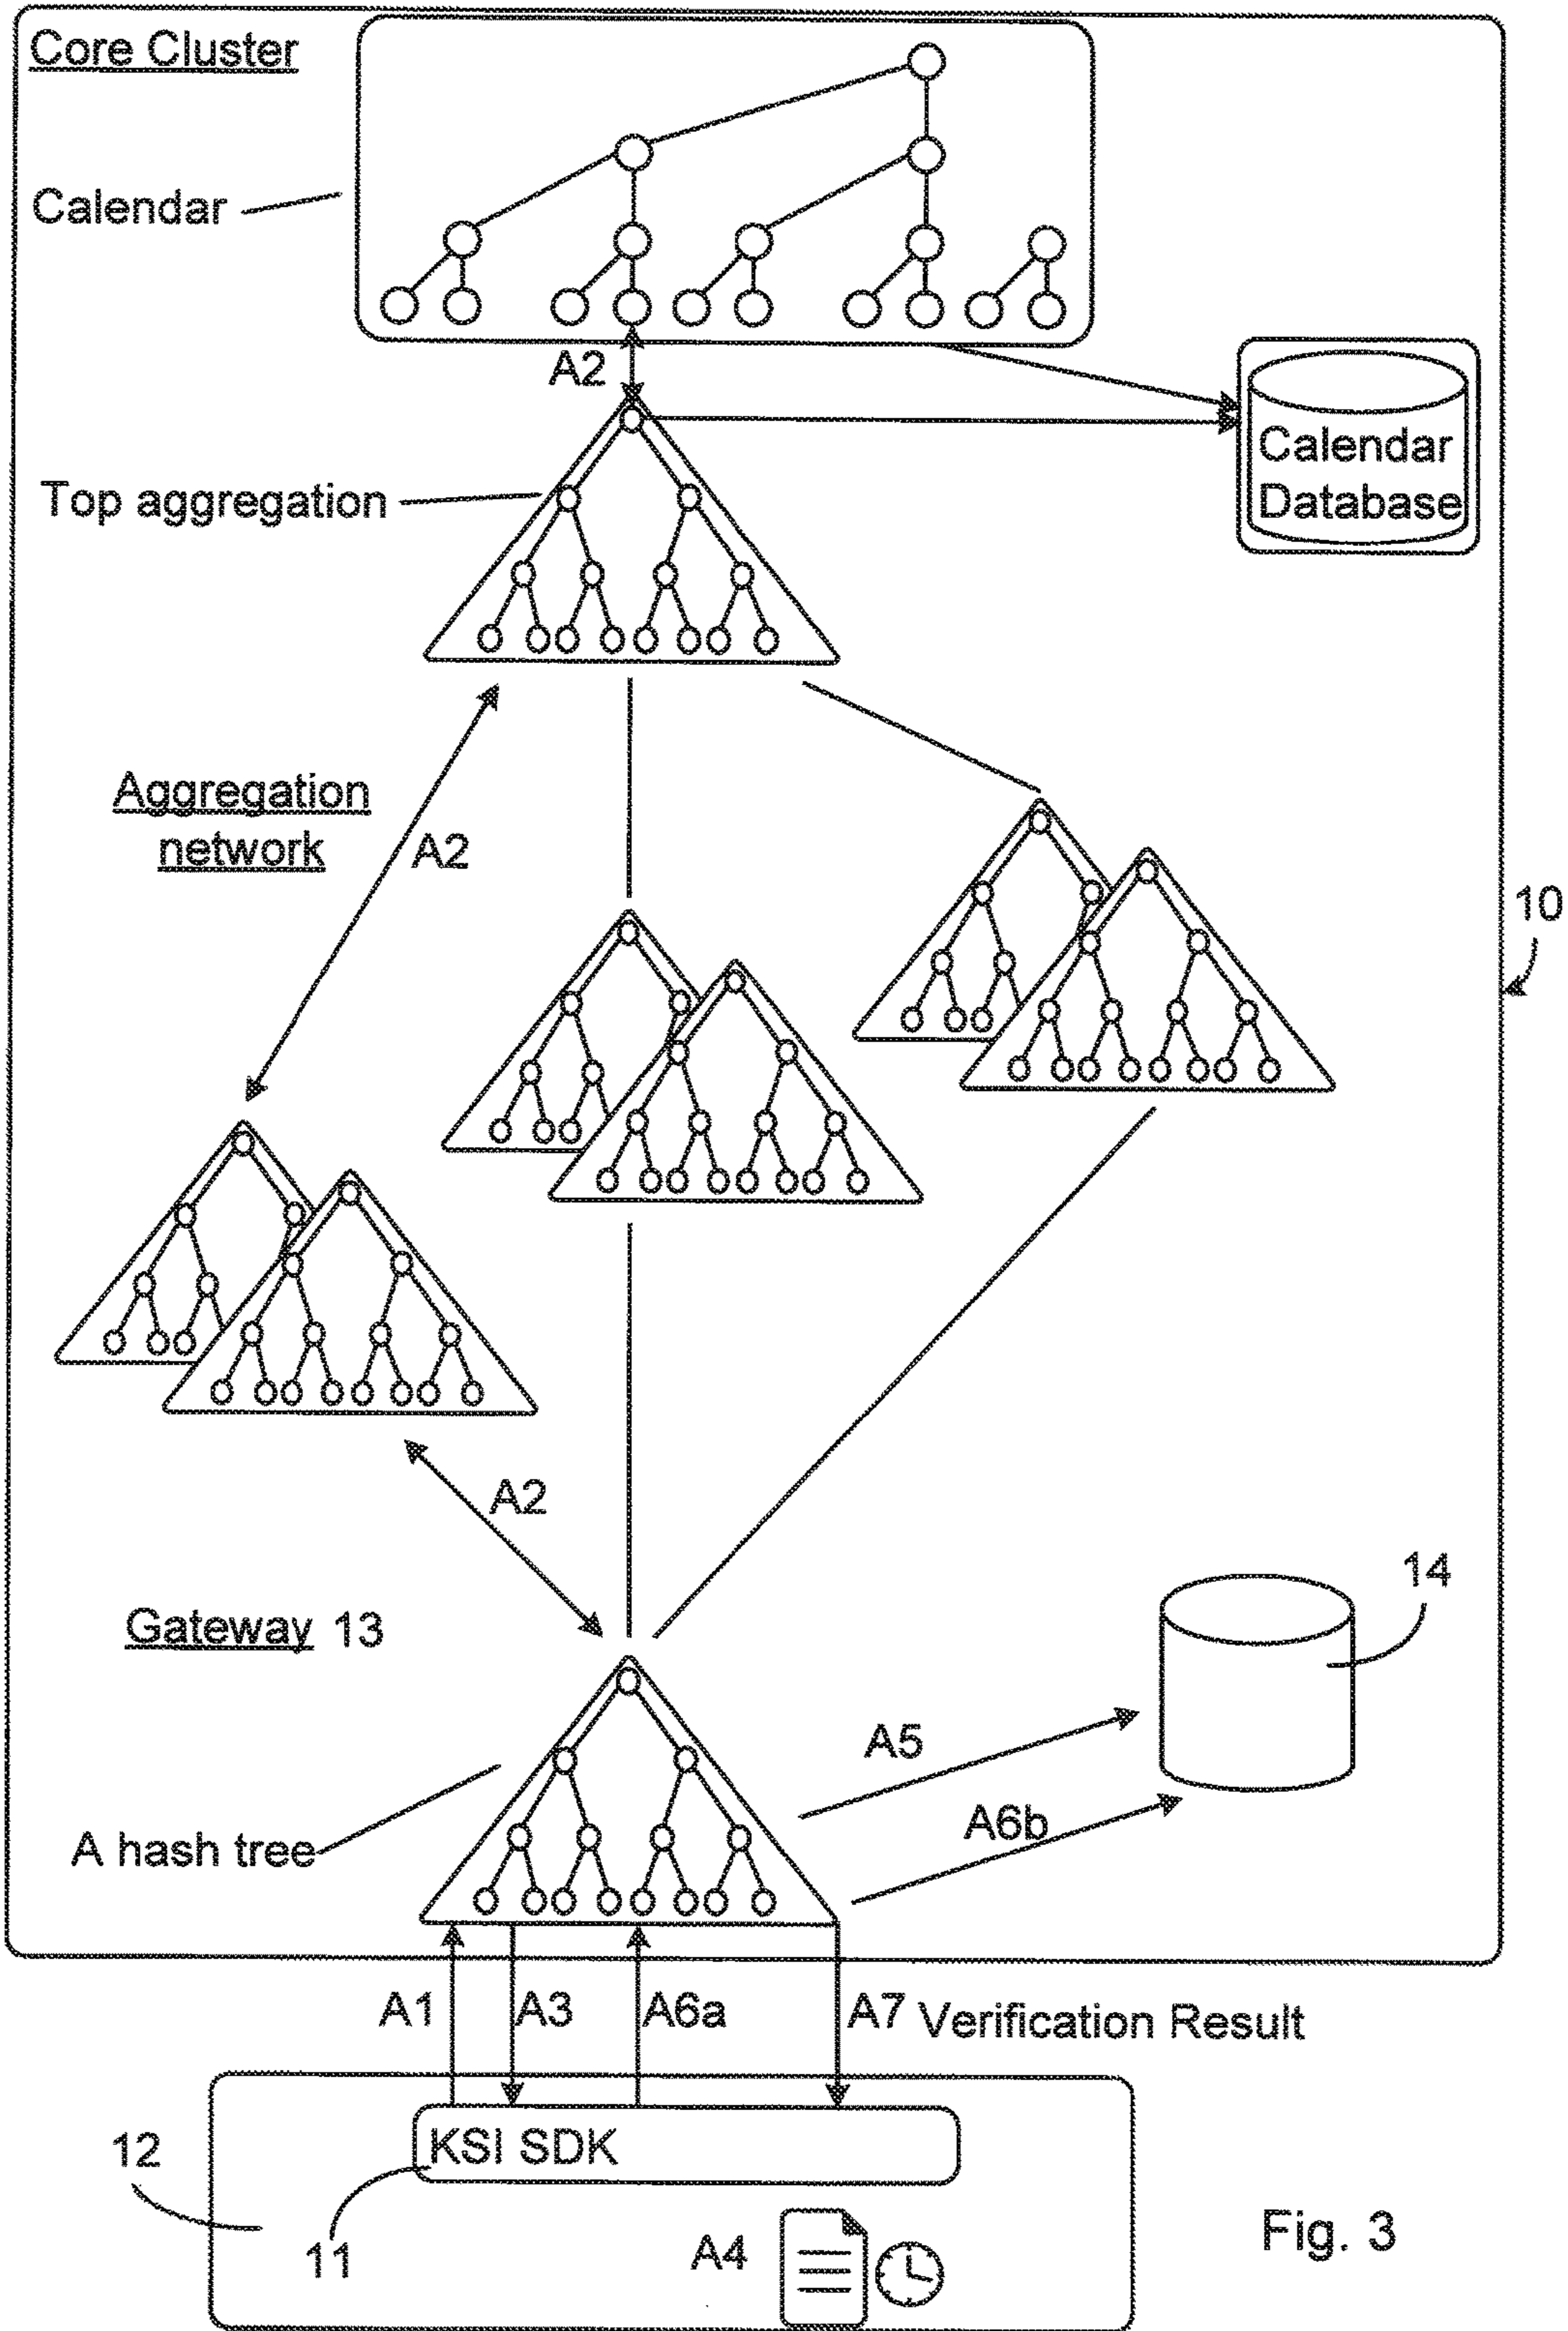 Core Cluster
Calendar
A2
Calendar
Database
Top aggregation
Aggregation
network
A2
10
A2
14
Gateway 13
A5
A6b
A hash tree
A1
A3
A6a
A7 Verification Result
KSI SDK
12
11
A4
Fig. 3